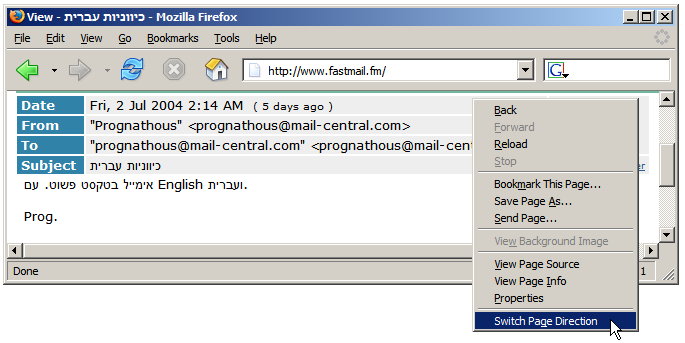 View - כיווניות עברית - Mozilla Firefox
File Edit View Go Bookmarks Tools Help
http://www.fastmail.fm/ G
Date Fri, 2 Jul 2004 2:14 AM ( 5 days ago )
From "Prognathous" <prognathous@mail-central.com>
To "prognathous@mail-central.com" <prognathous@mail-cent
Subject כיווניות עברית
אימייל בטקסט פשוט. עם English ועברית.
Prog.
Done 1
Back
Forward
Reload
Stop
Bookmark This Page...
Save Page As...
Send Page...
View Background Image
View Page Source
View Page Info
Properties
Switch Page Direction